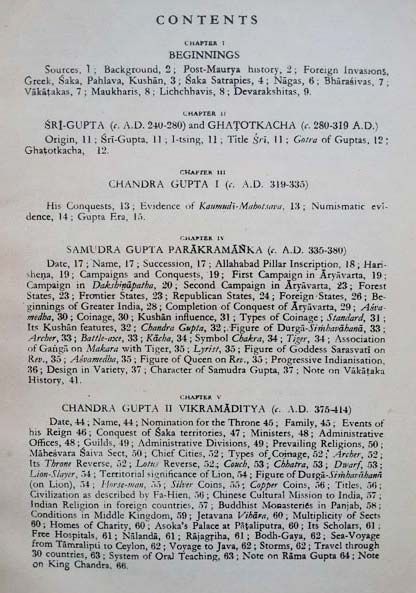 CONTENTS
CHAPTER I
BEGINNINGS
Sources, 1 ; Background, 2 ; Post-Maurya history, 2 ; Foreign Invasions,
Greek, Śaka, Pahlava, Kushān, 3 ; Śaka Satrapies, 4 ; Nāgas, 6 ; Bhāraśivas, 7 ;
Vākāṭakas, 7 ; Maukharis, 8 ; Lichchhavis, 8 ; Devarakshitas, 9.
CHAPTER II
ŚRĪ-GUPTA (c. A.D. 240-280) and GHAṬOTKACHA (c. 280-319 A.D.)
Origin, 11 ; Śrī-Gupta, 11 ; I-tsing, 11 ; Title Śrī, 11 ; Gotra of Guptas, 12 ;
Ghaṭotkacha, 12.
CHAPTER III
CHANDRA GUPTA I (c. A.D. 319-335)
His Conquests, 13 ; Evidence of Kaumudī-Mahotsava, 13 ; Numismatic evi-
dence, 14 ; Gupta Era, 15.
CHAPTER IV
SAMUDRA GUPTA PARĀKRAMĀṄKA (c. A.D. 335-380)
Date, 17 ; Name, 17 ; Succession, 17 ; Allahabad Pillar Inscription, 18 ; Hari-
sheṇa, 19 ; Campaigns and Conquests, 19 ; First Campaign in Āryāvarta, 19 ;
Campaign in Dakshiṇāpatha, 20 ; Second Campaign in Āryāvarta, 23 ; Forest
States, 23 ; Frontier States, 23 ; Republican States, 24 ; Foreign States, 26 ; Be-
ginnings of Greater India, 28 ; Completion of Conquest of Āryāvarta, 29 ; Aśva-
medha, 30 ; Coinage, 30 ; Kushān influence, 31 ; Types of Coinage ; Standard, 31 ;
Its Kushān features, 32 ; Chandra Gupta, 32 ; Figure of Durgā-Siṁhavāhanā, 33 ;
Archer, 33 ; Battle-axe, 33 ; Kācha, 34 ; Symbol Chakra, 34 ; Tiger, 34 ; Association
of Gaṅgā on Makara with Tiger, 35 ; Lyrist, 35 ; Figure of Goddess Sarasvatī on
Rev., 35 ; Aśvamedha, 35 ; Figure of Queen on Rev., 35 ; Progressive Indianisation,
36 ; Design in Variety, 37 ; Character of Samudra Gupta, 37 ; Note on Vākāṭaka
History, 41.
CHAPTER V
CHANDRA GUPTA II VIKRAMĀDITYA (c. A.D. 375-414)
Date, 44 ; Name, 44 ; Nomination for the Throne 45 ; Family, 45 ; Events
of his Reign 46 ; Conquest of Śaka territories, 47 ; Ministers, 48 ; Administrative
Offices, 48 ; Guilds, 49 ; Administrative Divisions, 49 ; Prevailing Religions, 50 ;
Māheśvara Śaiva Sect, 50 ; Chief Cities, 52 ; Types of Coinage, 52 ; Archer, 52 ;
Its Throne Reverse, 52 ; Lotus Reverse, 52 ; Couch, 53 ; Chhatra, 53 ; Dwarf, 53 ;
Lion-Slayer, 54 ; Territorial significance of Lion, 54 ; Figure of Durgā-Siṁhavāhanā
(on Lion), 54 ; Horse-man, 55 ; Silver Coins, 55 ; Copper Coins, 56 ; Titles, 56 ;
Civilization as described by Fa-Hien, 56 ; Chinese Cultural Mission to India, 57 ;
Indian Religion in foreign countries, 57 ; Buddhist Monasteries in Panjab, 58 ;
Conditions in Middle Kingdom, 59 ; Jetavana Vihāra, 60 ; Multiplicity of Sects
60 ; Homes of Charity, 60 ; Asoka's Palace at Pāṭaliputra, 60 ; Its Scholars, 61 ;
Free Hospitals, 61 ; Nālandā, 61 ; Rājagriha, 61 ; Bodh-Gaya, 62 ; Sea-Voyage
from Tāmralipti to Ceylon, 62 ; Voyage to Java, 62 ; Storms, 62 ; Travel through
30 countries, 63 ; System of Oral Teaching, 63 ; Note on Rāma Gupta 64 ; Note
on King Chandra, 66.